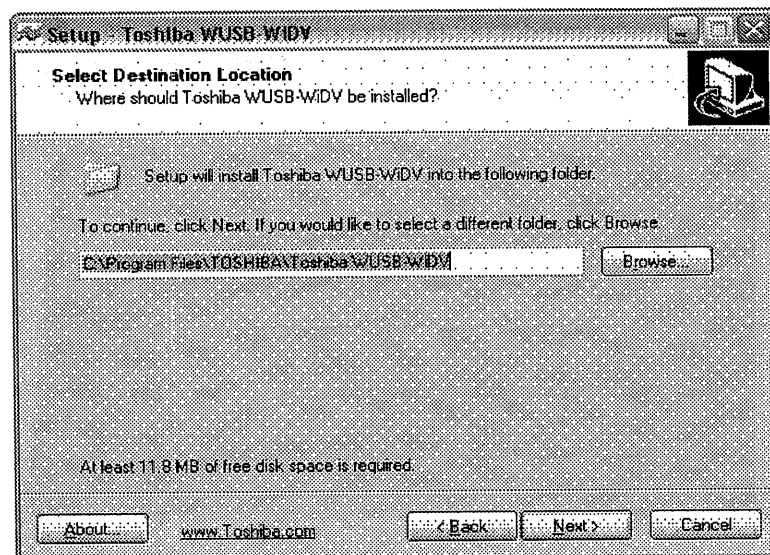 Setup - Toshiba WUSB-WiDV
Select Destination Location
Where should Toshiba WUSB-WiDV be installed?
Setup will install Toshiba WUSB-WiDV into the following folder.
To continue, click Next. If you would like to select a different folder, click Browse.
C:\Program Files\TOSHIBA\Toshiba WUSB-WiDV
Browse...
At least 11.8 MB of free disk space is required.
About...
www.Toshiba.com
< Back
Next >
Cancel